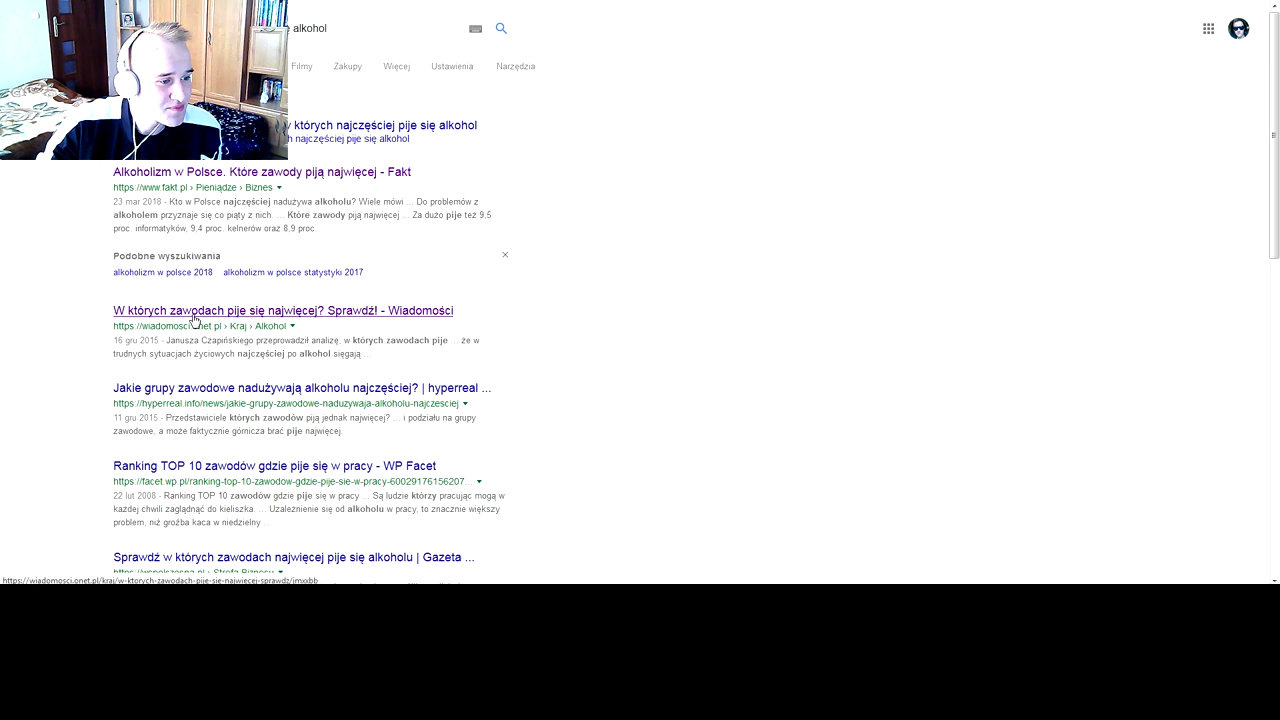 alkohol
Filmy Zakupy Więcej Ustawienia Narzędzia
których najczęściej pije się alkohol
najczęściej pije się alkohol
Alkoholizm w Polsce. Które zawody piją najwięcej - Fakt
https://www.fakt.pl › Pieniądze › Biznes
23 mar 2018 - Kto w Polsce najczęściej nadużywa alkoholu? Wiele mówi ... Do problemów z
alkoholem przyznaje się co piąty z nich. ... Które zawody piją najwięcej ... Za dużo pije też 9,5
proc. informatyków, 9,4 proc. kelnerów oraz 8,9 proc
Podobne wyszukiwania
alkoholizm w polsce 2018 alkoholizm w polsce statystyki 2017
W których zawodach pije się najwięcej? Sprawdź! - Wiadomości
https://wiadomosci.onet.pl › Kraj › Alkohol
16 gru 2015 - Janusza Czapińskiego przeprowadził analizę, w których zawodach pije ... że w
trudnych sytuacjach życiowych najczęściej po alkohol sięgają ...
Jakie grupy zawodowe nadużywają alkoholu najczęściej? | hyperreal ...
https://hyperreal.info/news/jakie-grupy-zawodowe-naduzywaja-alkoholu-najczesciej
11 gru 2015 - Przedstawiciele których zawodów piją jednak najwięcej? ... i podziału na grupy
zawodowe, a może faktycznie górnicza brać pije najwięcej.
Ranking TOP 10 zawodów gdzie pije się w pracy - WP Facet
https://facet.wp.pl/ranking-top-10-zawodow-gdzie-pije-sie-w-pracy-60029176156207...
22 lut 2008 - Ranking TOP 10 zawodów gdzie pije się w pracy ... Są ludzie którzy pracując mogą w
każdej chwili zaglądnąć do kieliszka. ... Uzależnienie się od alkoholu w pracy, to znacznie większy
problem, niż groźba kaca w niedzielny ...
Sprawdź w których zawodach najwięcej pije się alkoholu | Gazeta ...
https://wspolczesna.pl › Strefa Biznesu
https://wiadomosci.onet.pl/kraj/w-ktorych-zawodach-pije-sie-najwiecej-sprawdz/jmxxbb